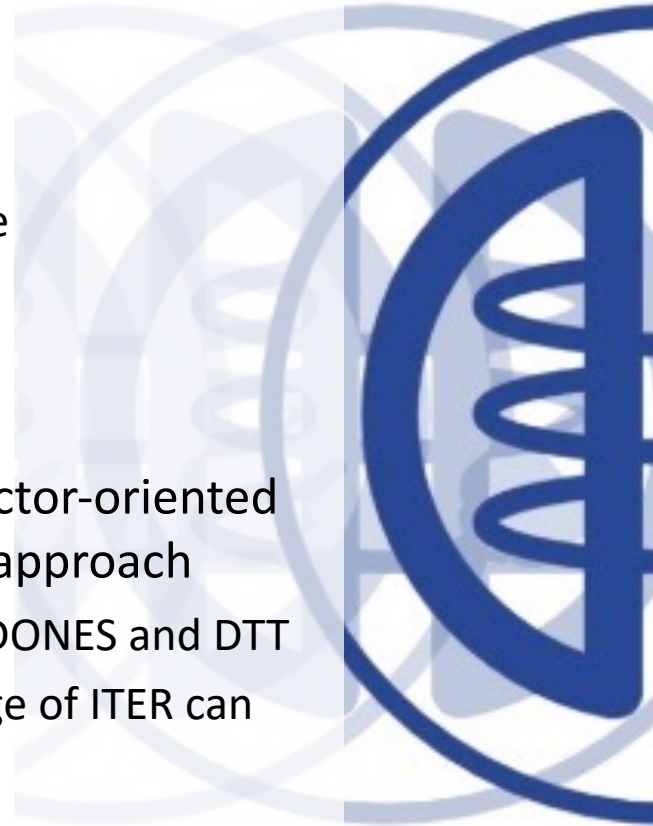 e
ctor-oriented
approach
DONES and DTT
ge of ITER can